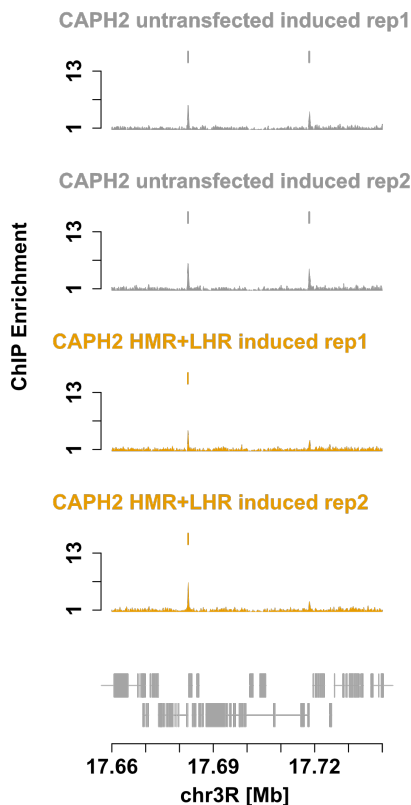 CAPH2 untransfected induced rep1
13
1
CAPH2 untransfected induced rep2
13
1
ChIP Enrichment
CAPH2 HMR+LHR induced rep1
13
1
CAPH2 HMR+LHR induced rep2
13
1
17.66 17.69 17.72
chr3R [Mb]